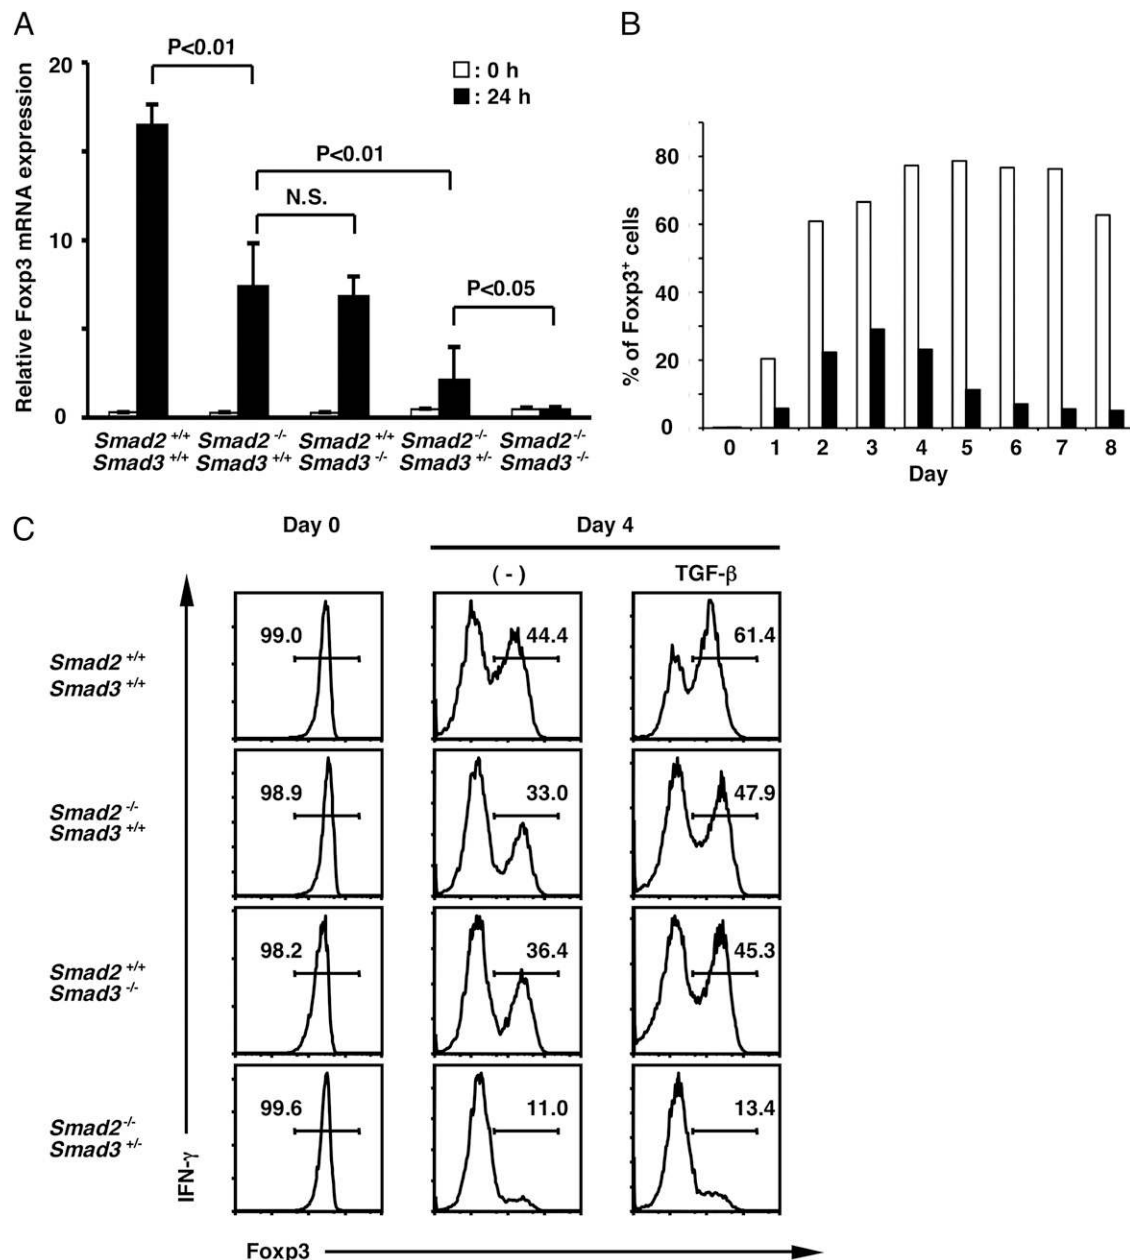 A
P<0.01
: 0 h
: 24 h
P<0.01
N.S.
P<0.05
Relative Foxp3 mRNA expression
20
10
0
Smad2 +/+ Smad2 -/- Smad2 +/+ Smad2 -/- Smad2 -/-
Smad3 +/+ Smad3 +/+ Smad3 -/- Smad3 +/- Smad3 -/-
B
% of Foxp3+ cells
80
60
40
20
0
0 1 2 3 4 5 6 7 8
Day
C
Day 0 Day 4
( - ) TGF-β
Smad2 +/+
Smad3 +/+
99.0 44.4 61.4
Smad2 -/-
Smad3 +/+
98.9 33.0 47.9
Smad2 +/+
Smad3 -/-
98.2 36.4 45.3
Smad2 -/-
Smad3 +/-
99.6 11.0 13.4
IFN-γ
Foxp3